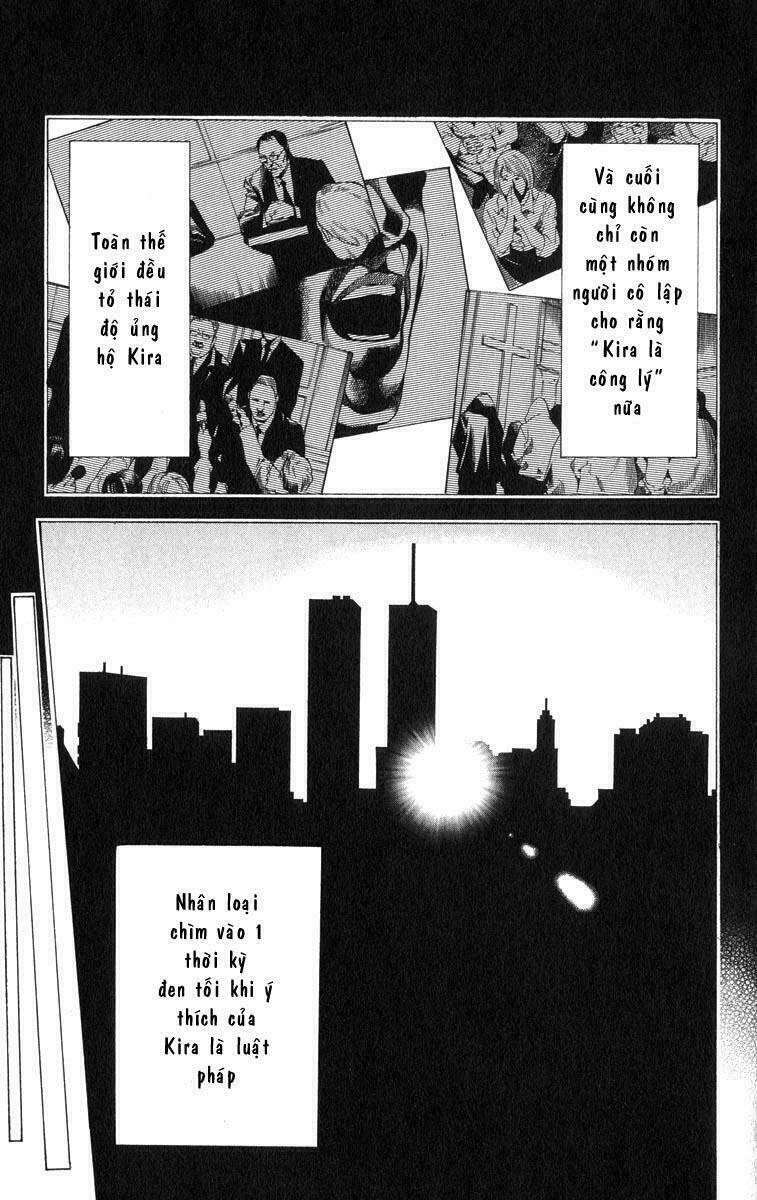 Và cuối
cùng không
chỉ còn
một nhóm
người cô lập
cho rằng
"Kira là
công lý"
nữa
Toàn thế
giới đều
tỏ thái
độ ủng
hộ Kira
Nhân loại
chìm vào 1
thời kỳ
đen tối khi ý
thích của
Kira là luật
pháp